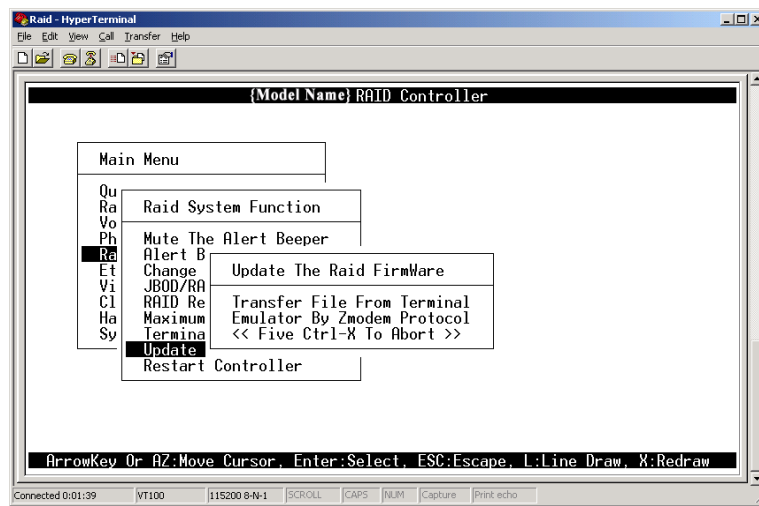 Raid - HyperTerminal
File Edit View Call Transfer Help
{Model Name} RAID Controller
Main Menu
Qu
Ra
Vo
Ph
Ra
Et
Vi
Cl
Ha
Sy
Raid System Function
Mute The Alert Beeper
Alert B
Change
JBOD/RA
RAID Re
Maximum
Termina
Update
Restart Controller
Update The Raid FirmWare
Transfer File From Terminal
Emulator By Zmodem Protocol
<< Five Ctrl-X To Abort >>
ArrowKey Or AZ:Move Cursor, Enter:Select, ESC:Escape, L:Line Draw, X:Redraw
Connected 0:01:39 VT100 115200 8-N-1 SCROLL CAPS NUM Capture Print echo